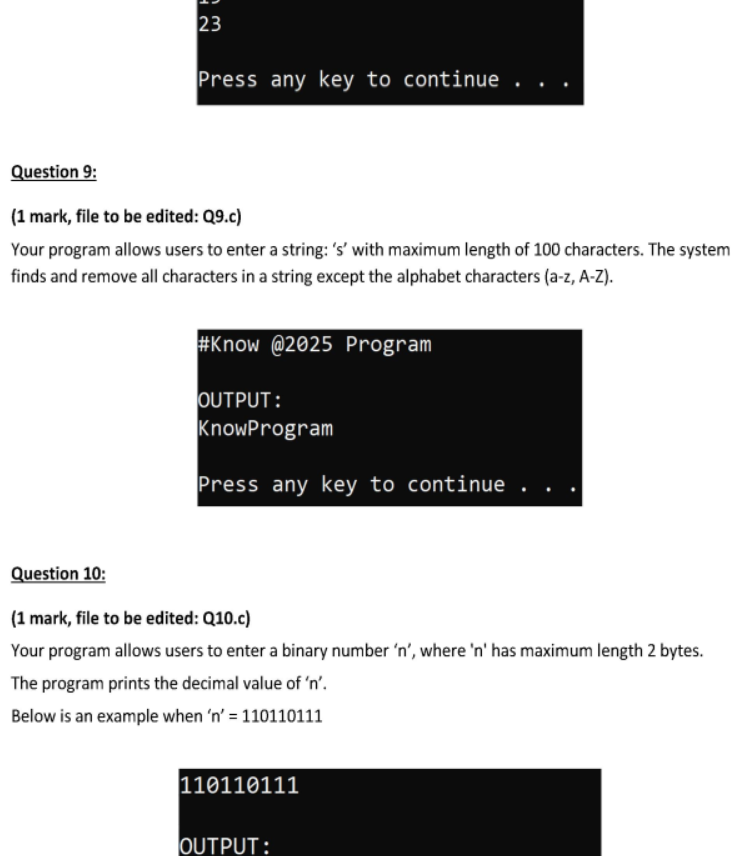 23
Press any key to continue . . .
Question 9:
(1 mark, file to be edited: Q9.c)
Your program allows users to enter a string: ‘s’ with maximum length of 100 characters. The system
finds and remove all characters in a string except the alphabet characters (a-z, A-Z).
#Know @2025 Program
OUTPUT:
KnowProgram
Press any key to continue . . .
Question 10:
(1 mark, file to be edited: Q10.c)
Your program allows users to enter a binary number ‘n’, where 'n' has maximum length 2 bytes.
The program prints the decimal value of ‘n’.
Below is an example when ‘n’ = 110110111
110110111
OUTPUT: